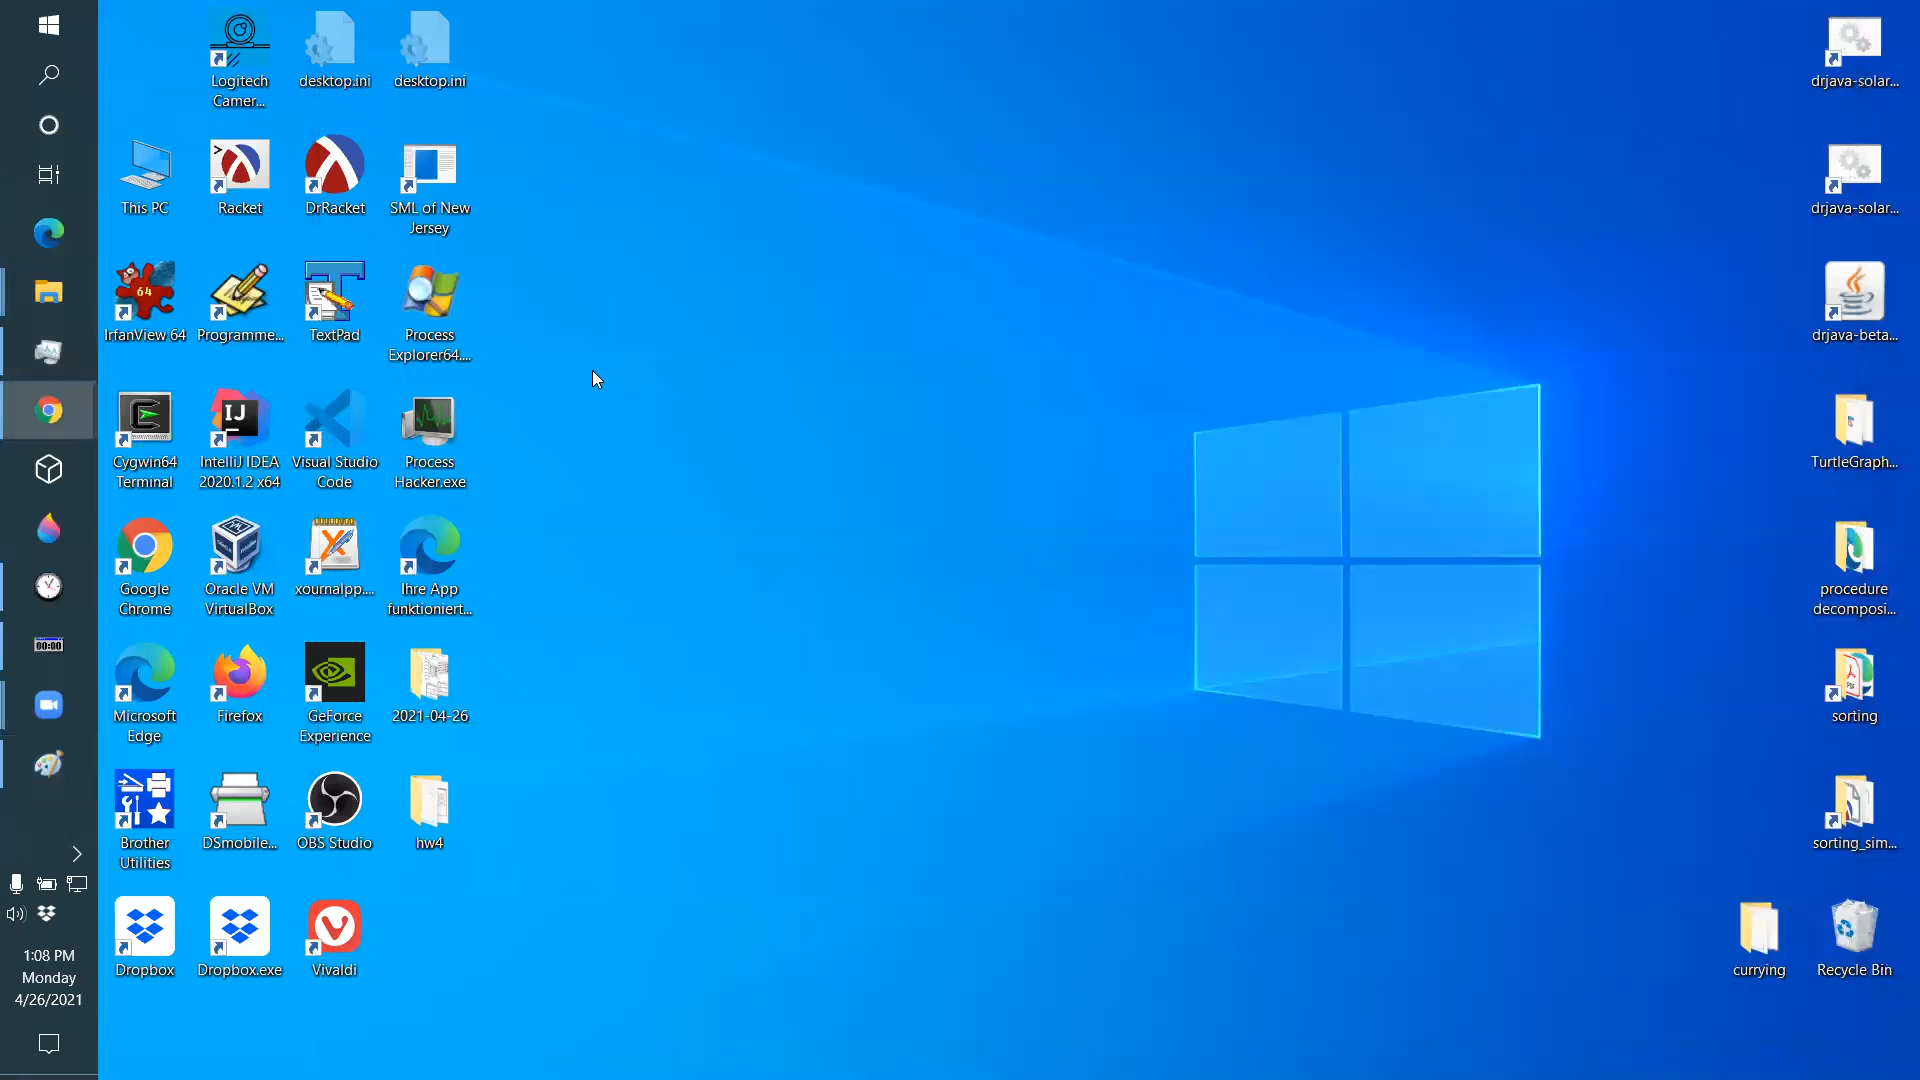 Logitech
Camer...
desktop.ini
desktop.ini
drjava-solar...
This PC
Racket
DrRacket
SML of New
Jersey
drjava-solar...
64
IrfanView 64
Programme...
TextPad
Process
Explorer64....
drjava-beta...
IJ
Cygwin64
Terminal
IntelliJ IDEA
2020.1.2 x64
Visual Studio
Code
Process
Hacker.exe
TurtleGraph...
Google
Chrome
Oracle VM
VirtualBox
xournalpp....
Ihre App
funktioniert...
procedure
decomposi...
00:00
Microsoft
Edge
Firefox
GeForce
Experience
2021-04-26
sorting
Brother
Utilities
DSmobile...
OBS Studio
hw4
sorting_sim...
Dropbox
Dropbox.exe
Vivaldi
currying
Recycle Bin
1:08 PM
Monday
4/26/2021